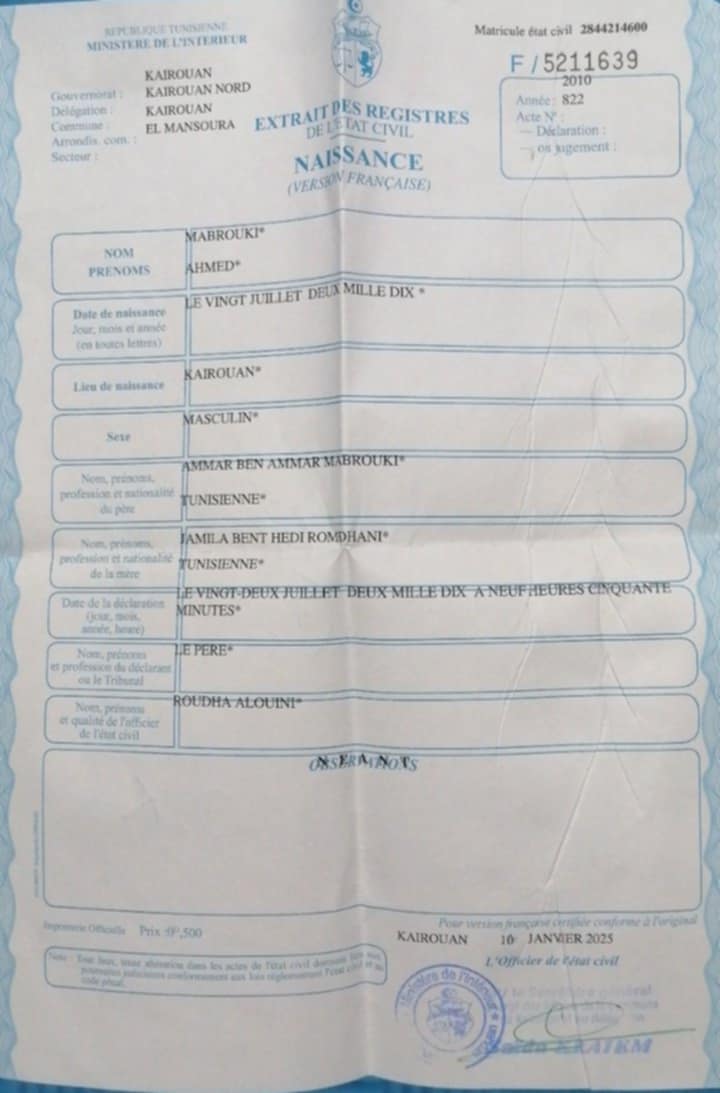 REPUBLIQUE TUNISIENNE
MINISTERE DE L'INTERIEUR
Matricule état civil 2844214600
F/5211639
Gouvernorat : KAIROUAN
Délégation : KAIROUAN NORD
Commune : KAIROUAN
Arrondis. com. : EL MANSOURA
Secteur :
2010
Année : 822
Acte N° :
— Déclaration :
— os jugement :
EXTRAIT DES REGISTRES
DE L'ETAT CIVIL
NAISSANCE
(VERSION FRANÇAISE)
NOM
PRENOMS
MABROUKI*
AHMED*
Date de naissance
Jour, mois et année
(en toutes lettres)
LE VINGT JUILLET DEUX MILLE DIX *
Lieu de naissance
KAIROUAN*
Sexe
MASCULIN*
Nom, prénoms,
profession et nationalité
du père
AMMAR BEN AMMAR MABROUKI*
TUNISIENNE*
Nom, prénoms,
profession et nationalité
de la mère
JAMILA BENT HEDI ROMDHANI*
TUNISIENNE*
Date de la déclaration
(jour, mois,
année, heure)
LE VINGT-DEUX JUILLET DEUX MILLE DIX A NEUF HEURES CINQUANTE
MINUTES*
Nom, prénoms
et profession du déclarant
ou le Tribunal
LE PERE*
Nom, prénoms
et qualité de l'officier
de l'état civil
ROUDHA ALOUINI*
Imprimerie Officielle Prix :0D,500
Pour version française certifiée conforme à l'original
KAIROUAN 10 JANVIER 2025
L'Officier de l'état civil
Ministère de l'Intérieur